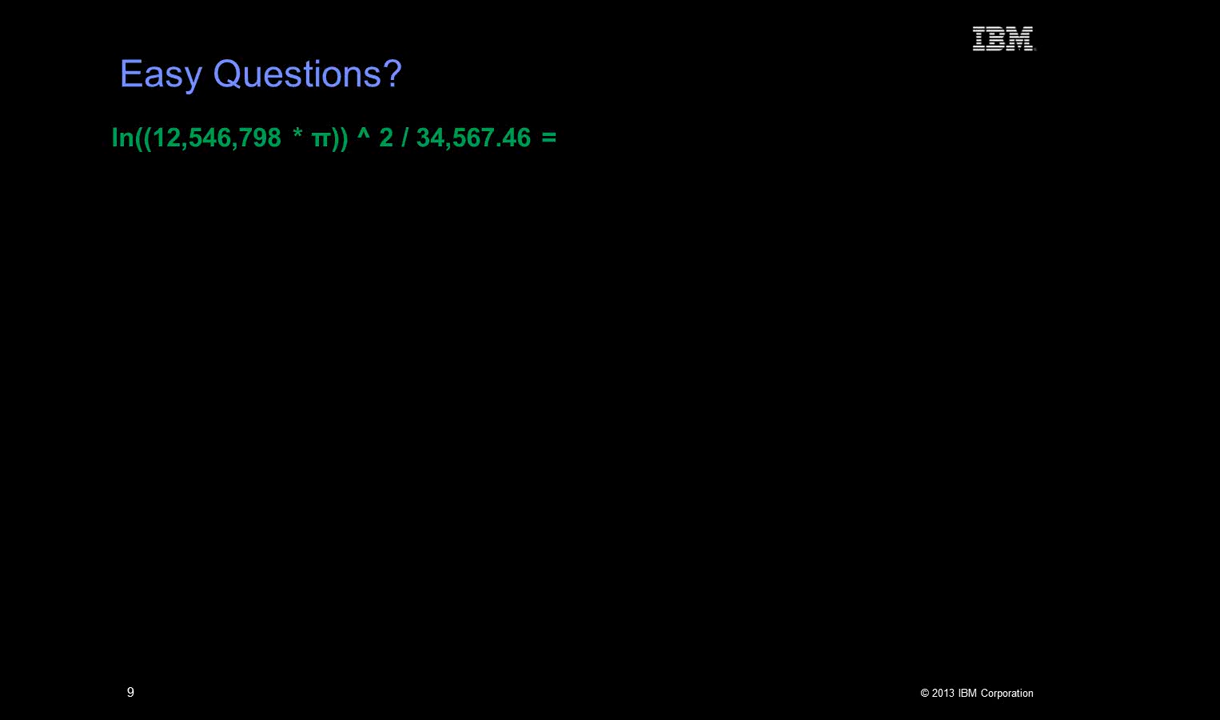 IBM
Easy Questions?
ln((12,546,798 * π)) ^ 2 / 34,567.46 =
9
© 2013 IBM Corporation